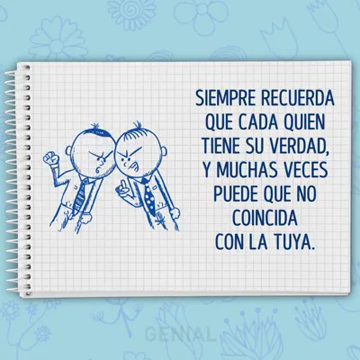 SIEMPRE RECUERDA
QUE CADA QUIEN
TIENE SU VERDAD,
Y MUCHAS VECES
PUEDE QUE NO
COINCIDA
CON LA TUYA.
GENIAL